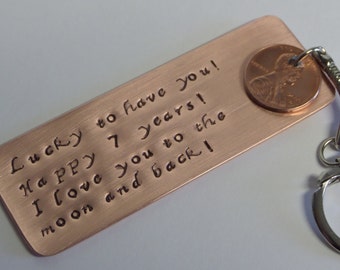 Lucky to have you!
Happy 7 years!
I love you to the
moon and back!